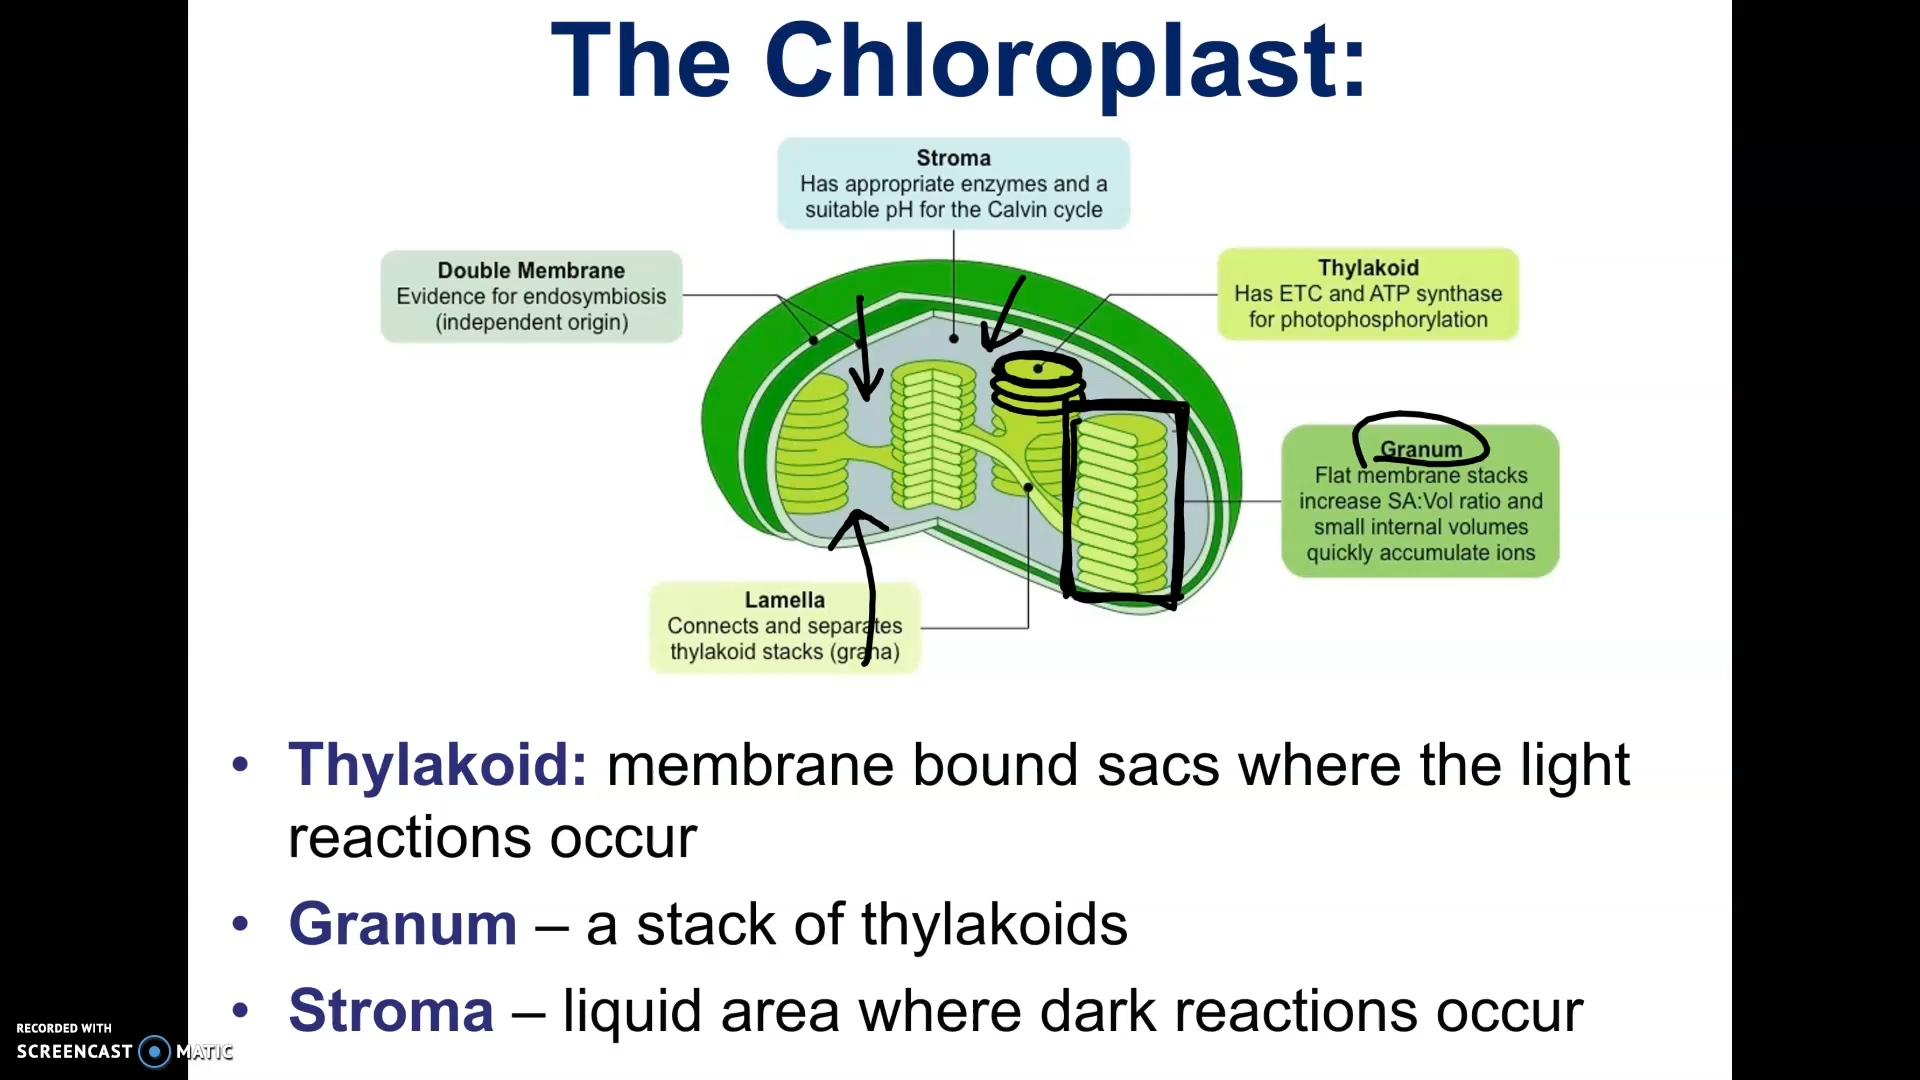 The Chloroplast:
Stroma
Has appropriate enzymes and a
suitable pH for the Calvin cycle
Double Membrane
Evidence for endosymbiosis
(independent origin)
Thylakoid
Has ETC and ATP synthase
for photophosphorylation
Granum
Flat membrane stacks
increase SA:Vol ratio and
small internal volumes
quickly accumulate ions
Lamella
Connects and separates
thylakoid stacks (grana)
• Thylakoid: membrane bound sacs where the light
reactions occur
• Granum – a stack of thylakoids
• Stroma – liquid area where dark reactions occur
RECORDED WITH
SCREENCAST MATIC